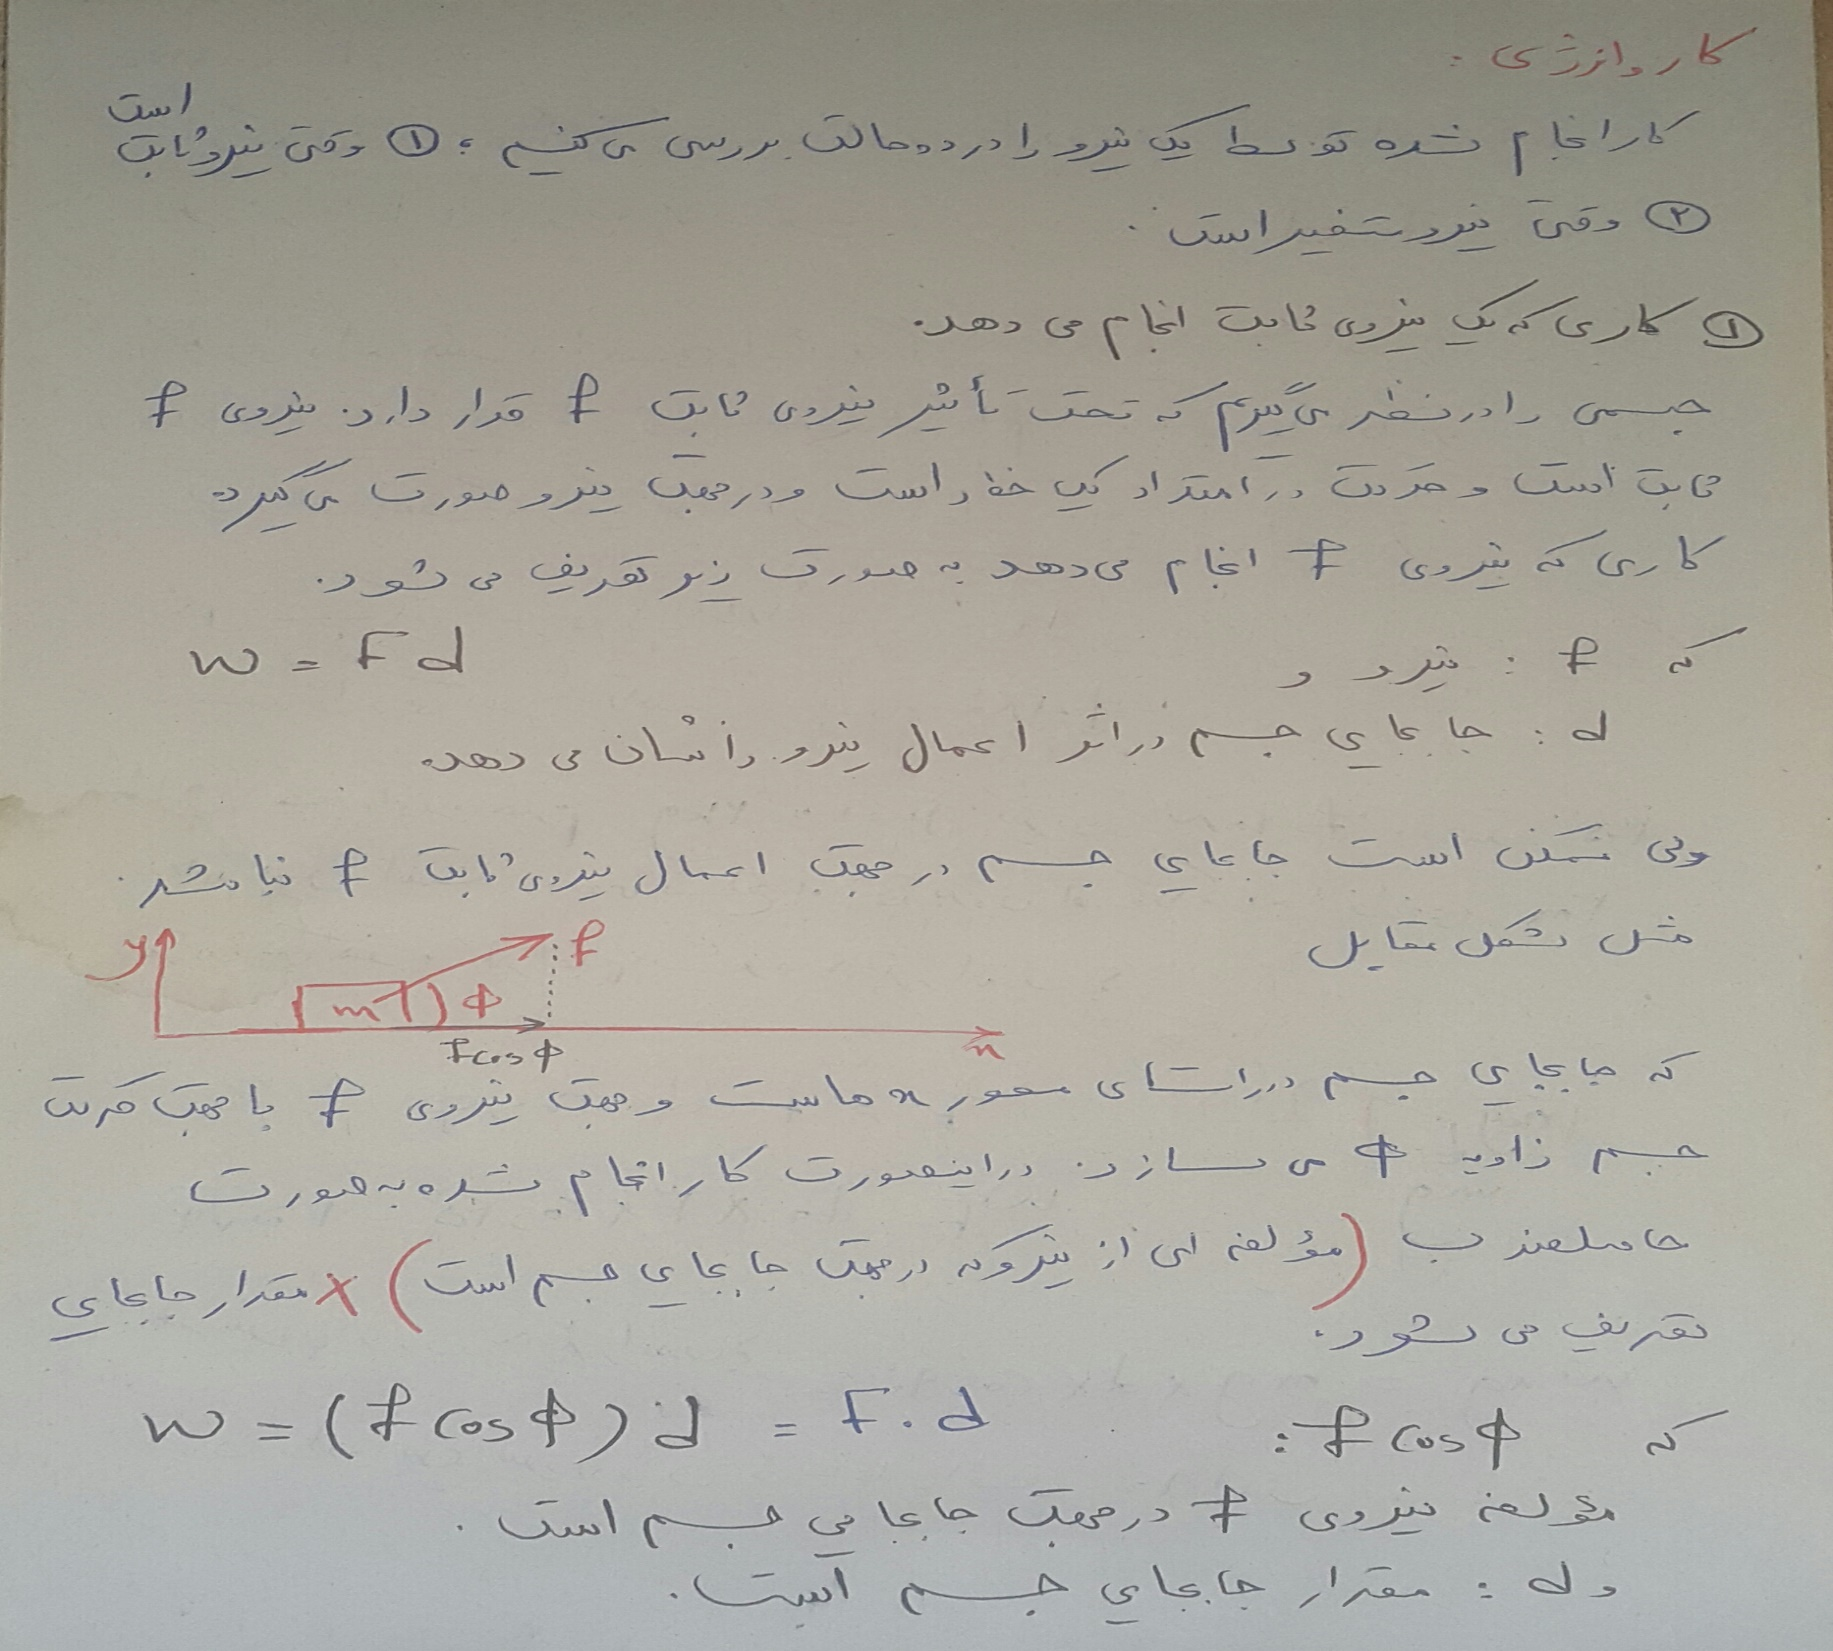 کار و انرژی :
کار انجام شده توسط یک نیرو را در دو حالت بررسی می کنیم : ① وقتی نیرو ثابت است
② وقتی نیرو متغیر است .
① کاری که یک نیروی ثابت انجام می دهد.
جسمی را در نظر می گیریم که تحت تأثیر نیروی ثابت F قرار دارد. نیروی F
ثابت است و حرکت در امتداد یک خط راست و در جهت نیرو صورت می گیرد.
کاری که نیروی F انجام می دهد به صورت زیر تعریف می شود.
که F : نیرو و W = F d
d : جابجایی جسم در اثر اعمال نیرو را نشان می دهد.
ولی ممکن است جابجایی جسم در جهت اعمال نیروی ثابت F نباشد.
مثل شکل مقابل
y F
m φ
F cos φ x
که جابجایی جسم در راستای محور x هاست و جهت نیروی F با جهت حرکت
جسم زاویه φ می سازد. در اینصورت کار انجام شده به صورت
حاصلضرب (مؤلفه ای از نیرو که در جهت جابجایی جسم است) × مقدار جابجایی
تعریف می شود.
که F cos φ : W = (F cos φ) d = F . d
مؤلفه نیروی F در جهت جابجایی جسم است .
و d : مقدار جابجایی جسم است.